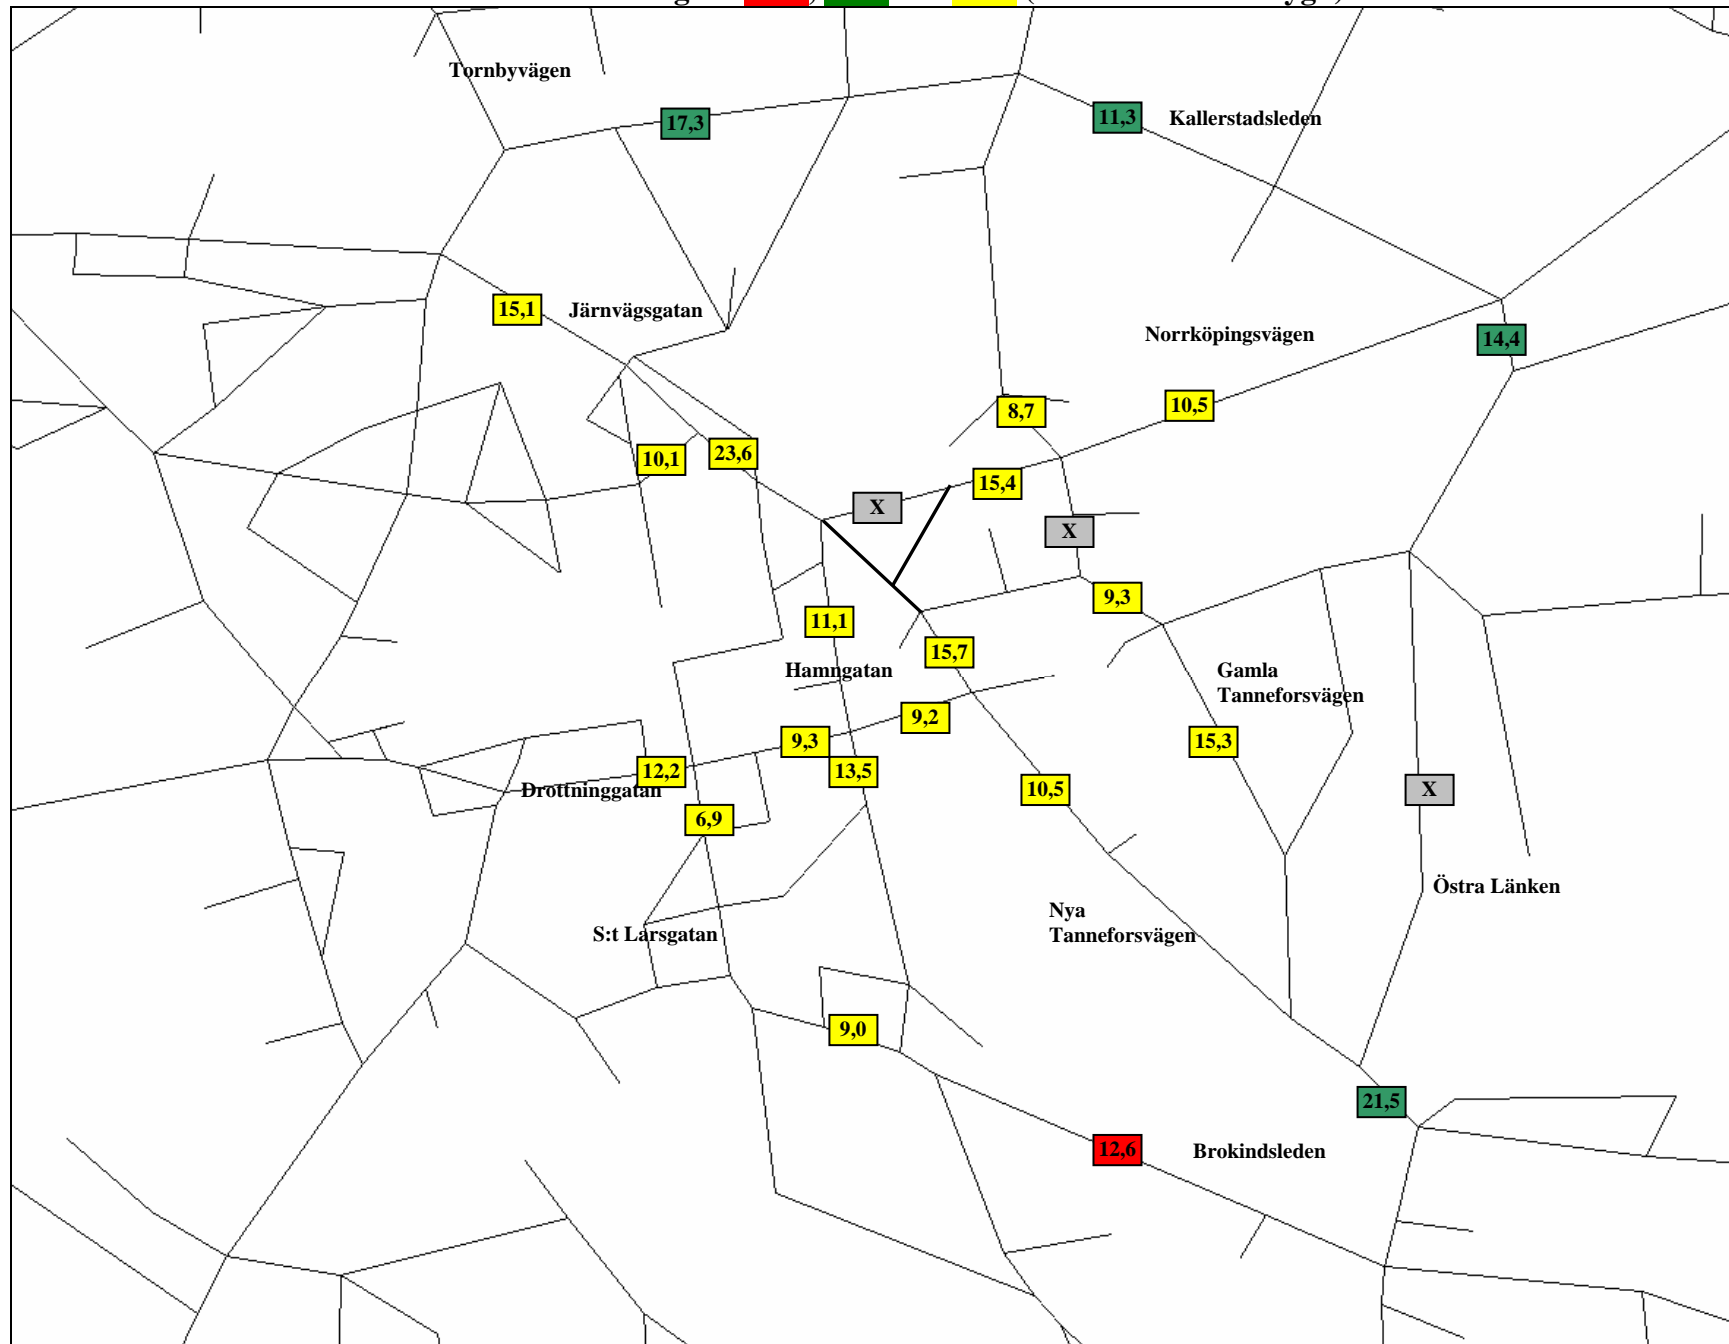 Tornbyvägen
17,3
11,3
Kallerstadsleden
15,1
Järnvägsgatan
Norrköpingsvägen
14,4
8,7
10,5
10,1
23,6
15,4
X
X
9,3
11,1
15,7
Hamngatan
Gamla
Tanneforsvägen
9,2
9,3
15,3
12,2
13,5
Drottninggatan
10,5
X
6,9
Östra Länken
Nya
Tanneforsvägen
S:t Larsgatan
9,0
21,5
12,6
Brokindsleden